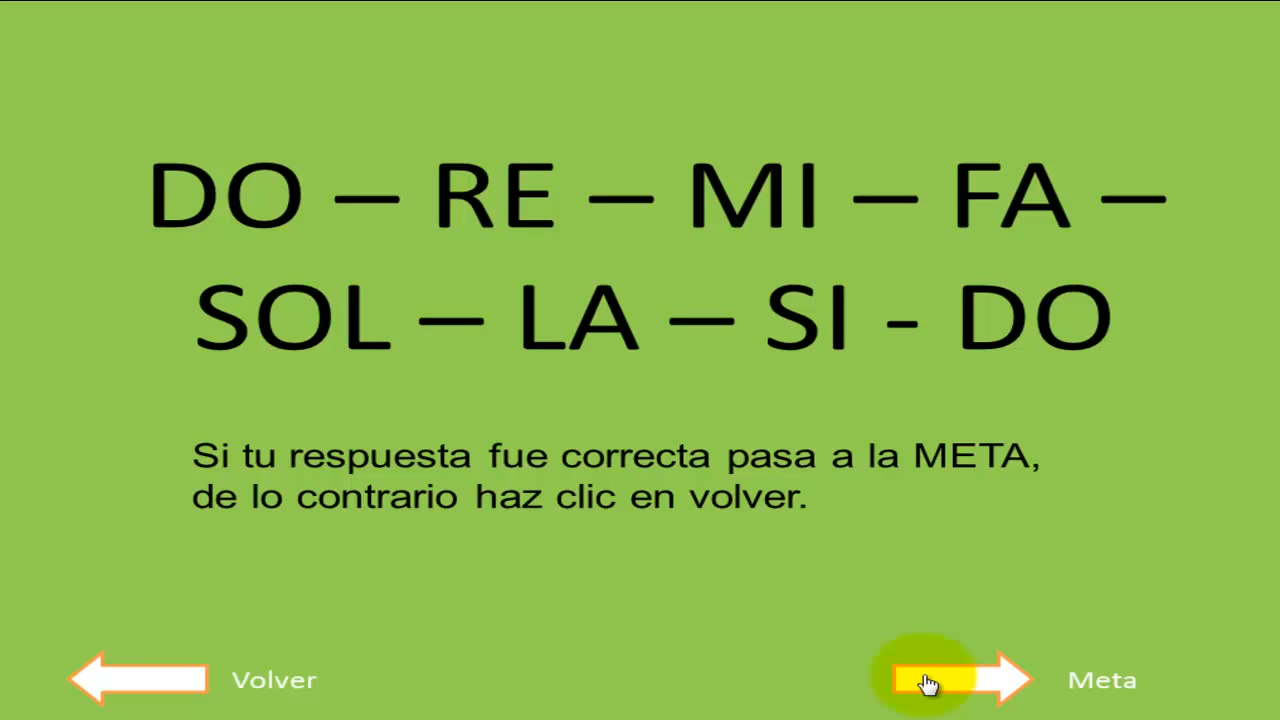 DO – RE – MI – FA –
SOL – LA – SI - DO
Si tu respuesta fue correcta pasa a la META,
de lo contrario haz clic en volver.
Volver
Meta